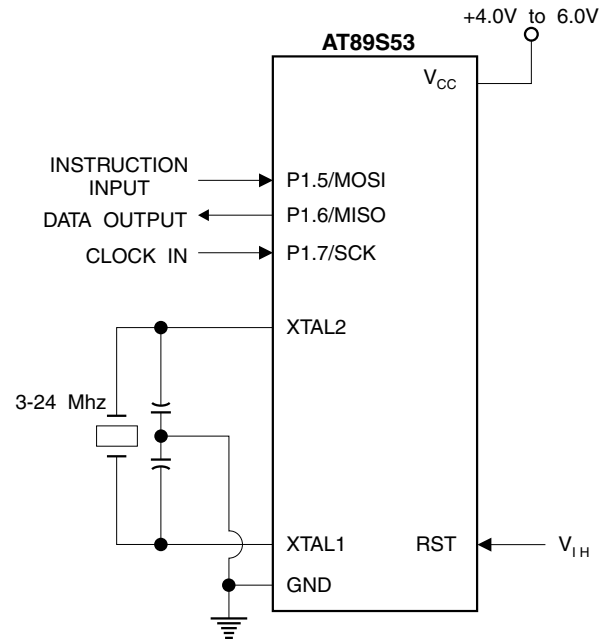 +4.0V to 6.0V
AT89S53
VCC
INSTRUCTION
INPUT
P1.5/MOSI
DATA OUTPUT
P1.6/MISO
CLOCK IN
P1.7/SCK
XTAL2
3-24 Mhz
XTAL1
RST
VIH
GND